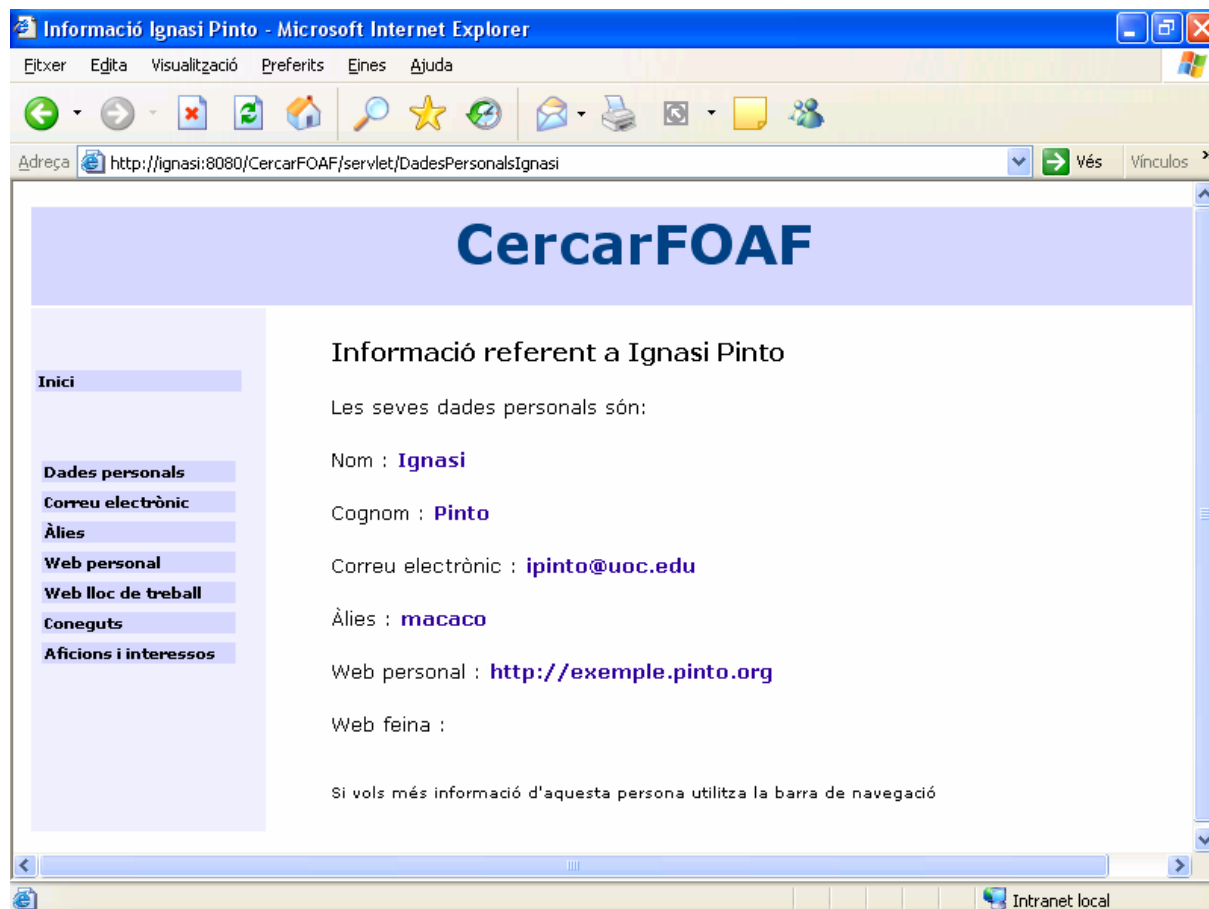 Informació Ignasi Pinto - Microsoft Internet Explorer
Fitxer Edita Visualització Preferits Eines Ajuda
Adreça http://ignasi:8080/CercarFOAF/servlet/DadesPersonalsIgnasi Vés Vínculos
CercarFOAF
Inici
Dades personals
Correu electrònic
Àlies
Web personal
Web lloc de treball
Coneguts
Aficions i interessos
Informació referent a Ignasi Pinto
Les seves dades personals són:
Nom : Ignasi
Cognom : Pinto
Correu electrònic : ipinto@uoc.edu
Àlies : macaco
Web personal : http://exemple.pinto.org
Web feina :
Si vols més informació d'aquesta persona utilitza la barra de navegació
Intranet local